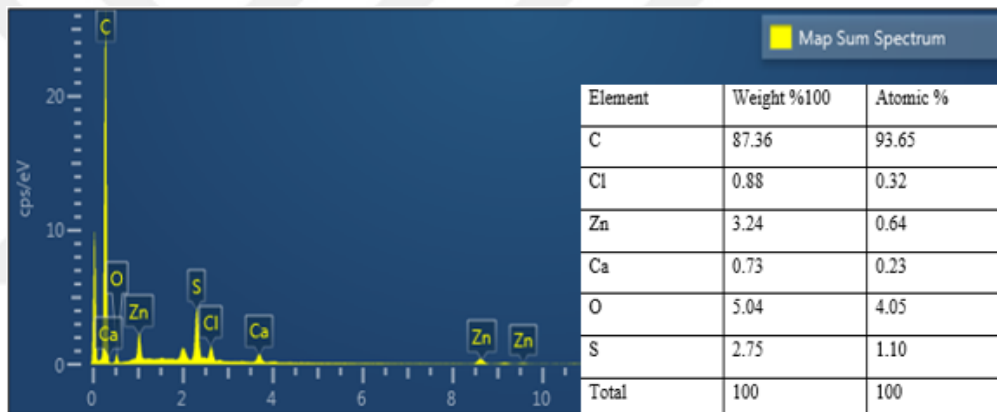 C
Map Sum Spectrum
20
cps/eV
10
O
Ca
Zn
S
Cl
Ca
Zn
Zn
0
0 2 4 6 8 10
Element Weight %100 Atomic %
C 87.36 93.65
Cl 0.88 0.32
Zn 3.24 0.64
Ca 0.73 0.23
O 5.04 4.05
S 2.75 1.10
Total 100 100